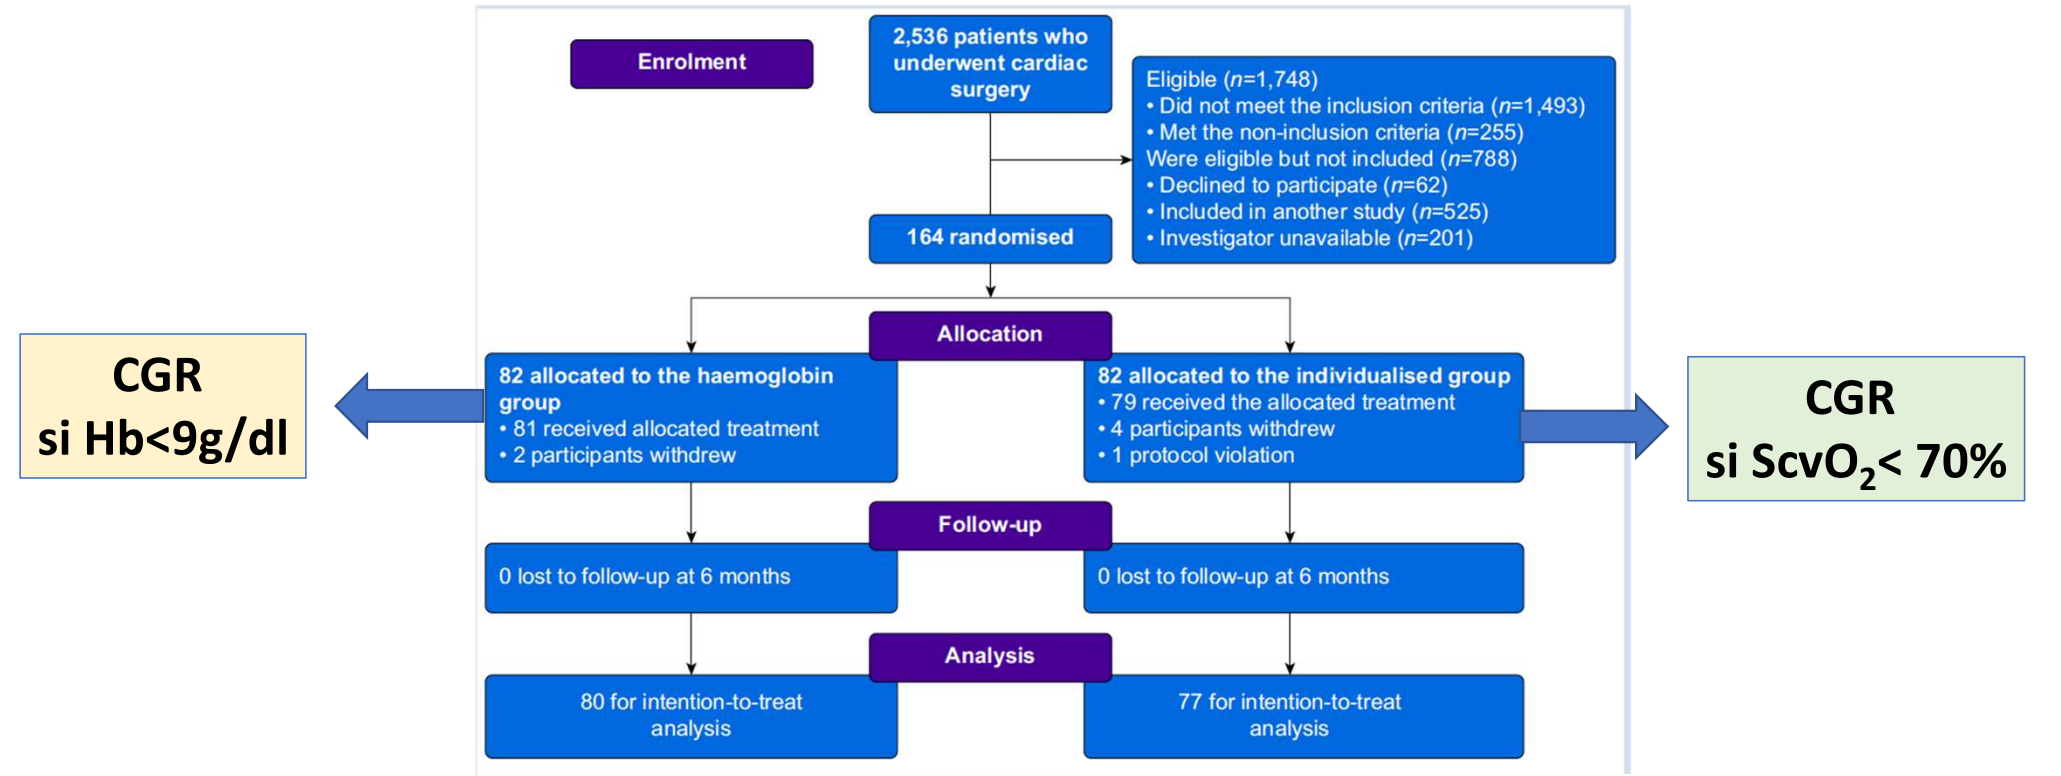 Enrolment
2,536 patients who
underwent cardiac
surgery
Eligible (n=1,748)
• Did not meet the inclusion criteria (n=1,493)
• Met the non-inclusion criteria (n=255)
Were eligible but not included (n=788)
• Declined to participate (n=62)
• Included in another study (n=525)
• Investigator unavailable (n=201)
164 randomised
Allocation
CGR
si Hb<9g/dl
82 allocated to the haemoglobin
group
• 81 received allocated treatment
• 2 participants withdrew
82 allocated to the individualised group
• 79 received the allocated treatment
• 4 participants withdrew
• 1 protocol violation
CGR
si ScvO₂< 70%
Follow-up
0 lost to follow-up at 6 months
0 lost to follow-up at 6 months
Analysis
80 for intention-to-treat
analysis
77 for intention-to-treat
analysis